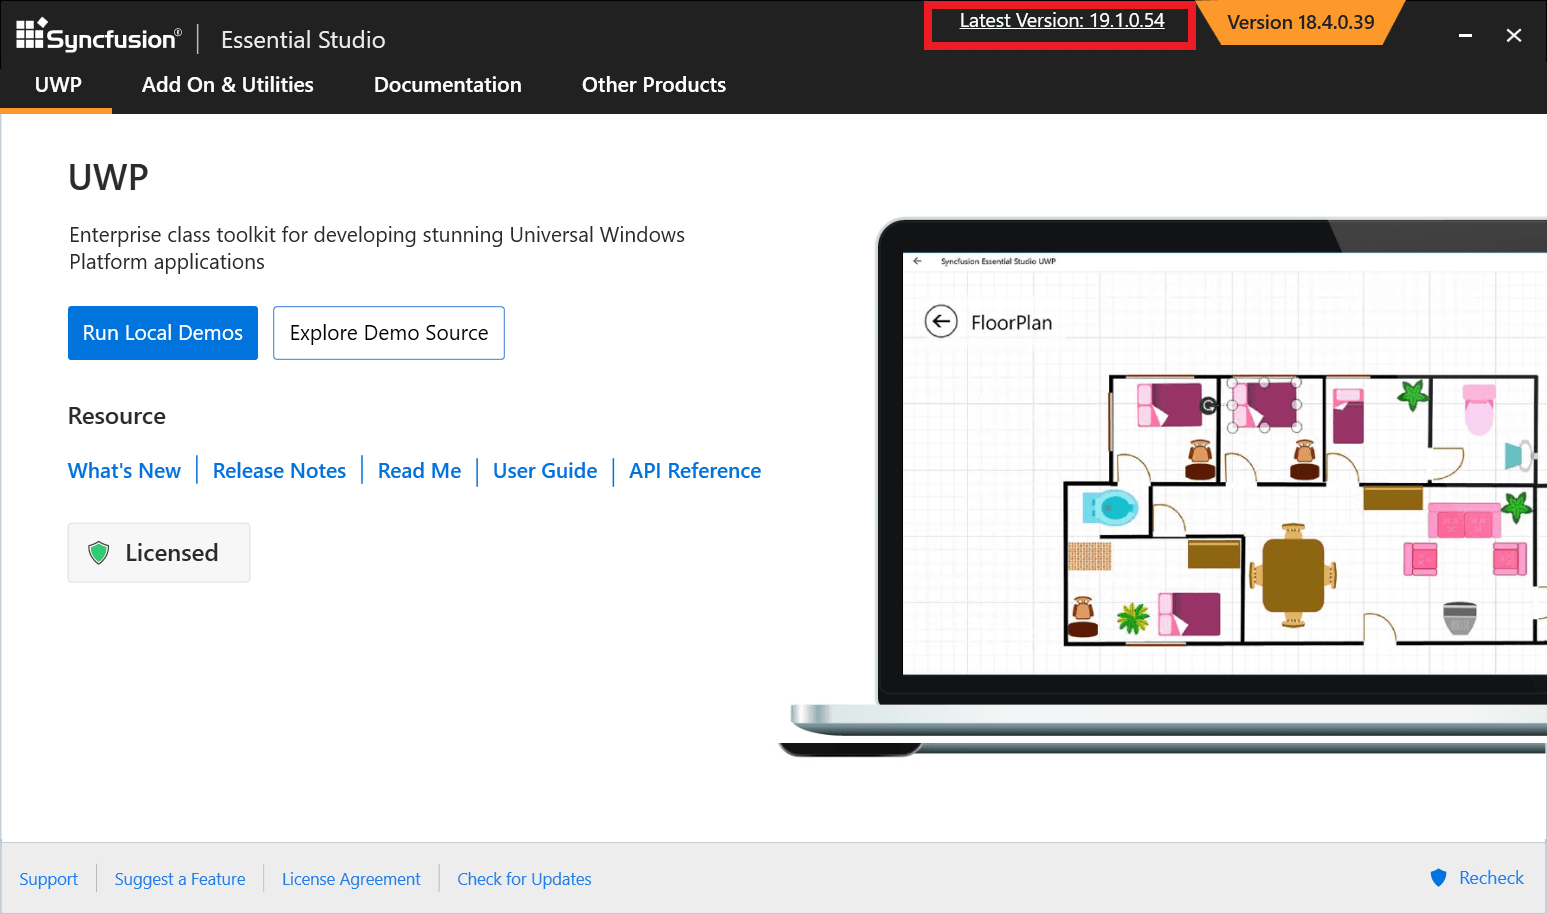 Syncfusion® Essential Studio
Latest Version: 19.1.0.54
Version 18.4.0.39
UWP Add On & Utilities Documentation Other Products
UWP
Enterprise class toolkit for developing stunning Universal Windows
Platform applications
Run Local Demos Explore Demo Source
Resource
What's New Release Notes Read Me User Guide API Reference
Licensed
Syncfusion Essential Studio UWP
FloorPlan
Support Suggest a Feature License Agreement Check for Updates Recheck